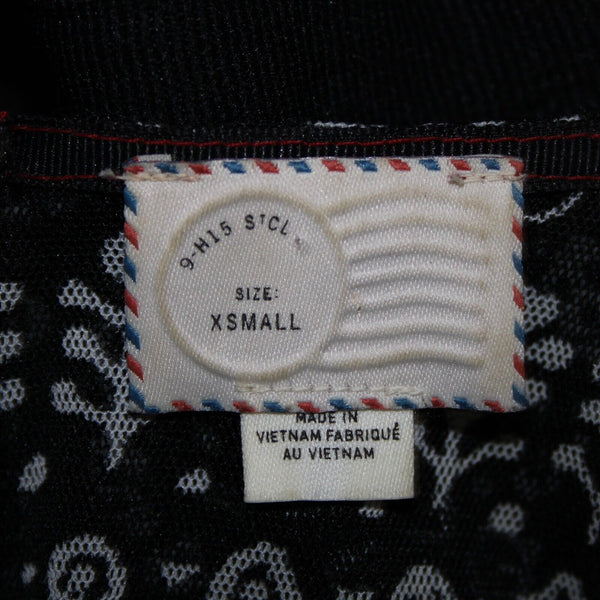 9-H15 STCL
SIZE:
XSMALL
MADE IN
VIETNAM FABRIQUÉ
AU VIETNAM